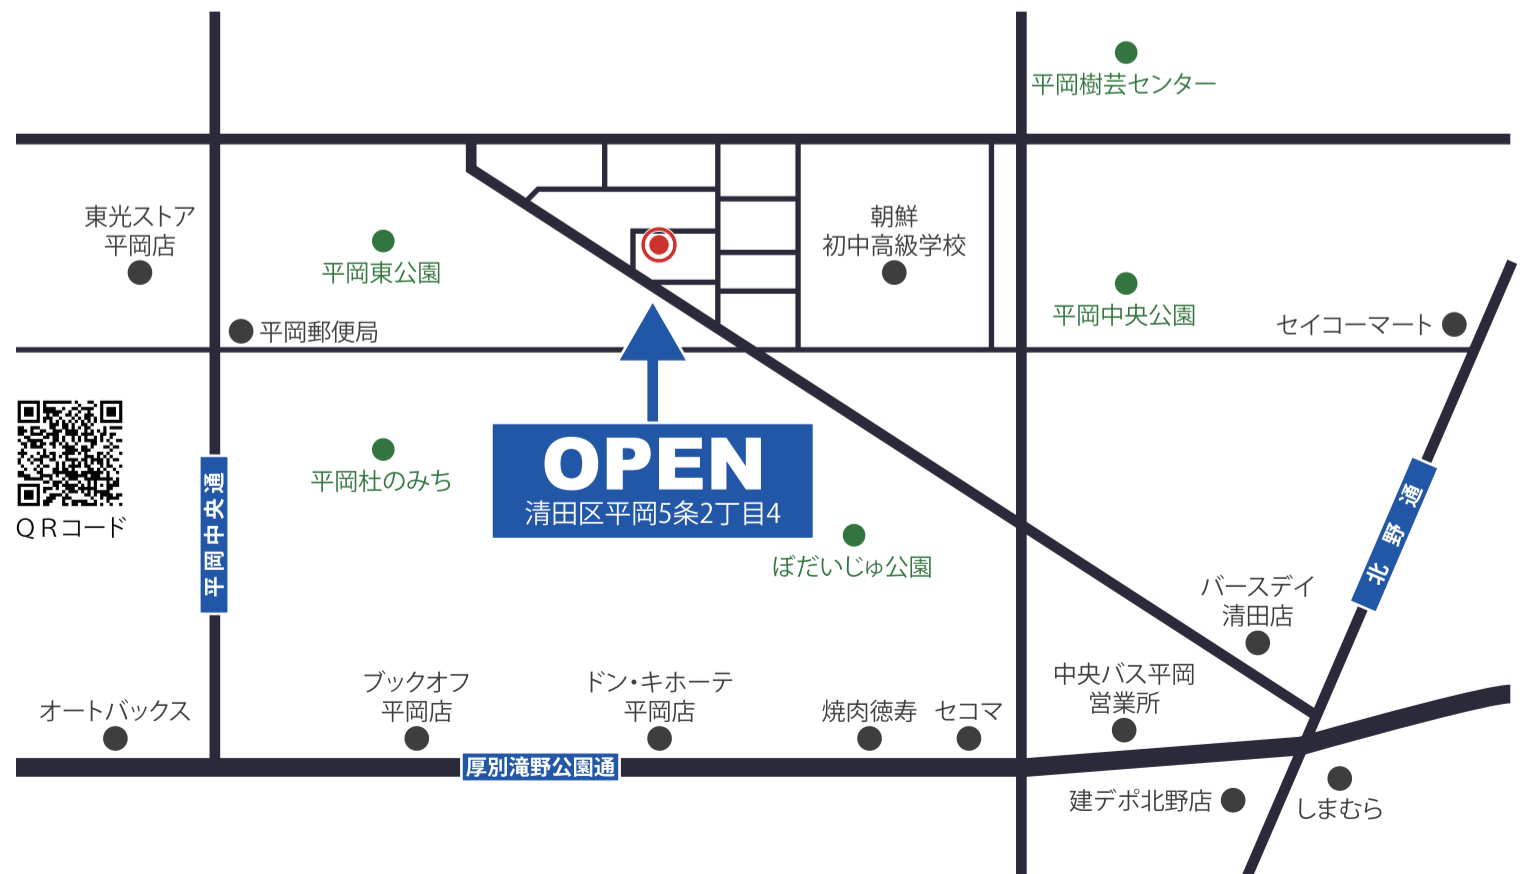 平岡樹芸センター
東光ストア
平岡店
平岡東公園
朝鮮
初中高級学校
平岡中央公園
セイコーマート
平岡郵便局
QRコード
平岡中央通
平岡杜のみち
OPEN
清田区平岡5条2丁目4
ぼだいじゅ公園
北野通
バースデイ
清田店
オートバックス
ブックオフ
平岡店
ドン・キホーテ
平岡店
焼肉徳寿
セコマ
中央バス平岡
営業所
厚別滝野公園通
建デポ北野店
しまむら